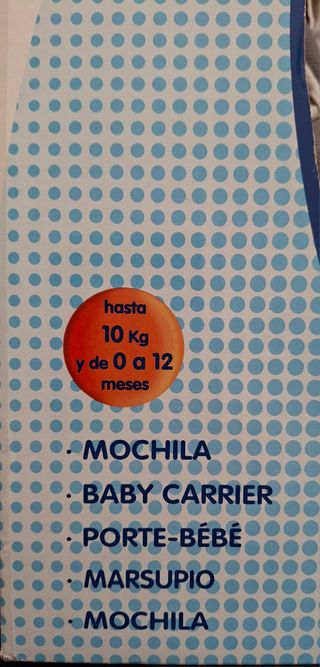 hasta
10 Kg
y de 0 a 12
meses
· MOCHILA
· BABY CARRIER
· PORTE-BÉBÉ
· MARSUPIO
· MOCHILA